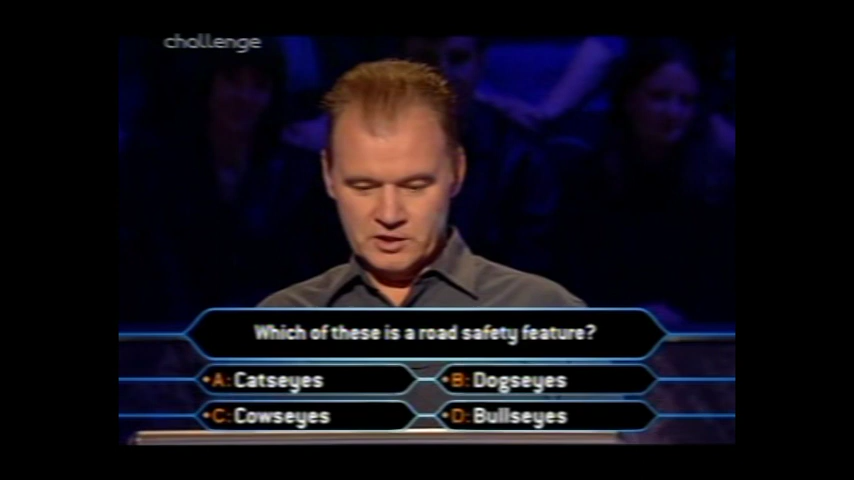 challenge
Which of these is a road safety feature?
A: Catseyes
B: Dogseyes
C: Cowseyes
D: Bullseyes